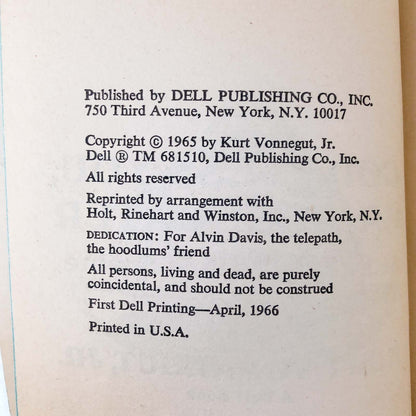 Published by DELL PUBLISHING CO., INC.
750 Third Avenue, New York, N.Y. 10017
Copyright © 1965 by Kurt Vonnegut, Jr.
Dell ® TM 681510, Dell Publishing Co., Inc.
All rights reserved
Reprinted by arrangement with
Holt, Rinehart and Winston, Inc., New York, N.Y.
DEDICATION: For Alvin Davis, the telepath,
the hoodlums' friend
All persons, living and dead, are purely
coincidental, and should not be construed
First Dell Printing—April, 1966
Printed in U.S.A.